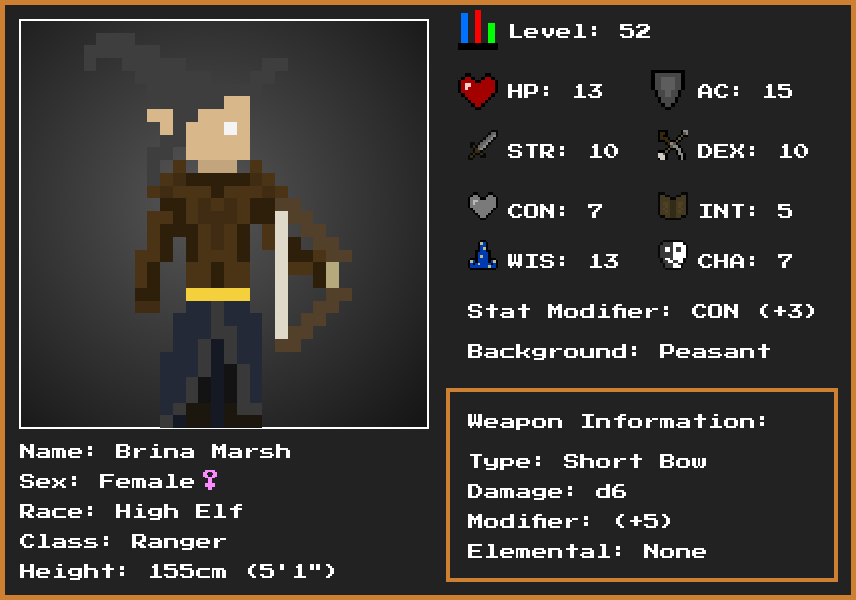 Level: 52
HP: 13 AC: 15
STR: 10 DEX: 10
CON: 7 INT: 5
WIS: 13 CHA: 7
Stat Modifier: CON (+3)
Background: Peasant
Weapon Information:
Type: Short Bow
Damage: d6
Modifier: (+5)
Elemental: None
Name: Brina Marsh
Sex: Female♀
Race: High Elf
Class: Ranger
Height: 155cm (5'1")